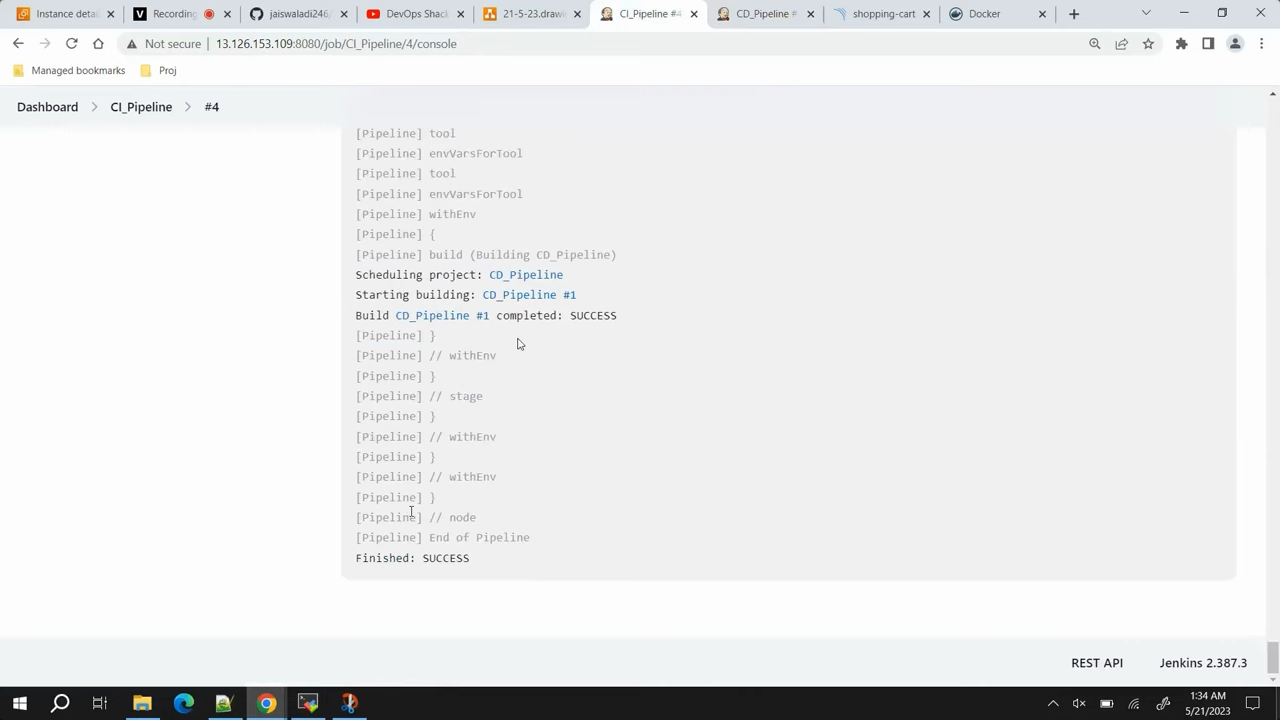 Instance detai
Recording
jaiswaladi246/
DevOps Shack
21-5-23.drawi
CI_Pipeline #4
CD_Pipeline #
shopping-cart
Docker
Not secure
13.126.153.109:8080/job/CI_Pipeline/4/console
Managed bookmarks
Proj
Dashboard
CI_Pipeline
#4
[Pipeline] tool
[Pipeline] envVarsForTool
[Pipeline] tool
[Pipeline] envVarsForTool
[Pipeline] withEnv
[Pipeline] {
[Pipeline] build (Building CD_Pipeline)
Scheduling project: CD_Pipeline
Starting building: CD_Pipeline #1
Build CD_Pipeline #1 completed: SUCCESS
[Pipeline] }
[Pipeline] // withEnv
[Pipeline] }
[Pipeline] // stage
[Pipeline] }
[Pipeline] // withEnv
[Pipeline] }
[Pipeline] // withEnv
[Pipeline] }
[Pipeline] // node
[Pipeline] End of Pipeline
Finished: SUCCESS
REST API
Jenkins 2.387.3
1:34 AM
5/21/2023